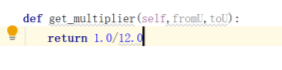 def get_multiplier(self,fromU,toU):
return 1.0/12.0